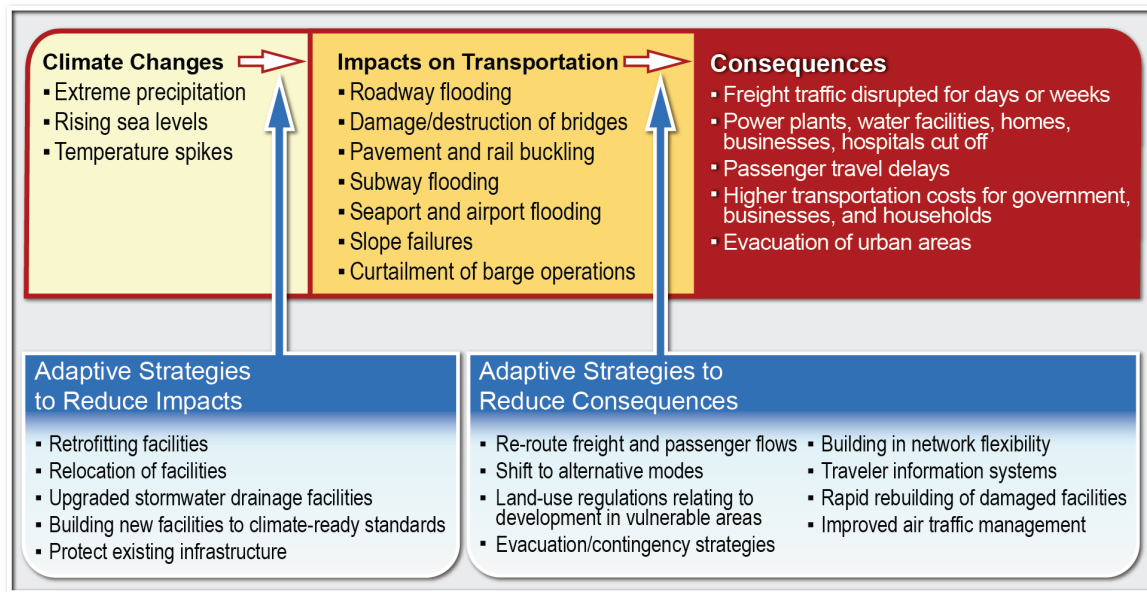 Climate Changes
▪ Extreme precipitation
▪ Rising sea levels
▪ Temperature spikes
Impacts on Transportation
▪ Roadway flooding
▪ Damage/destruction of bridges
▪ Pavement and rail buckling
▪ Subway flooding
▪ Seaport and airport flooding
▪ Slope failures
▪ Curtailment of barge operations
Consequences
▪ Freight traffic disrupted for days or weeks
▪ Power plants, water facilities, homes,
businesses, hospitals cut off
▪ Passenger travel delays
▪ Higher transportation costs for government,
businesses, and households
▪ Evacuation of urban areas
Adaptive Strategies
to Reduce Impacts
▪ Retrofitting facilities
▪ Relocation of facilities
▪ Upgraded stormwater drainage facilities
▪ Building new facilities to climate-ready standards
▪ Protect existing infrastructure
Adaptive Strategies to
Reduce Consequences
▪ Re-route freight and passenger flows
▪ Shift to alternative modes
▪ Land-use regulations relating to
development in vulnerable areas
▪ Evacuation/contingency strategies
▪ Building in network flexibility
▪ Traveler information systems
▪ Rapid rebuilding of damaged facilities
▪ Improved air traffic management